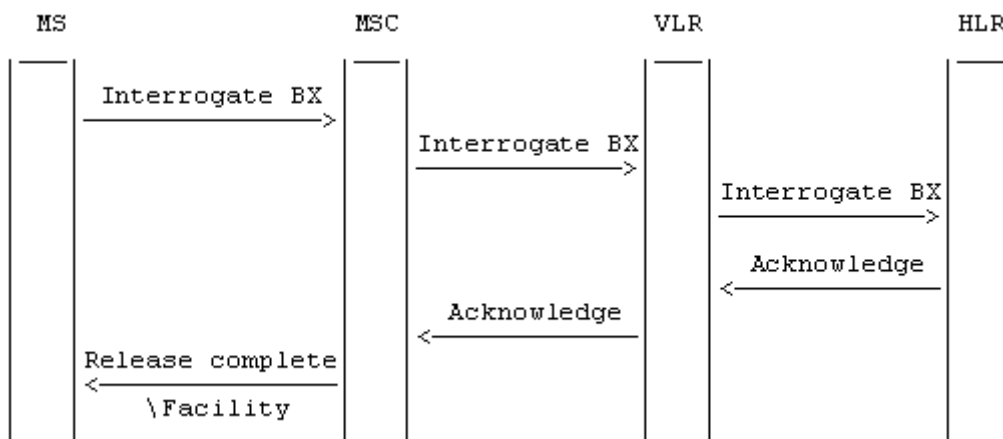 MS MSC VLR HLR
Interrogate BX
Interrogate BX
Interrogate BX
Acknowledge
Acknowledge
Release complete
\Facility